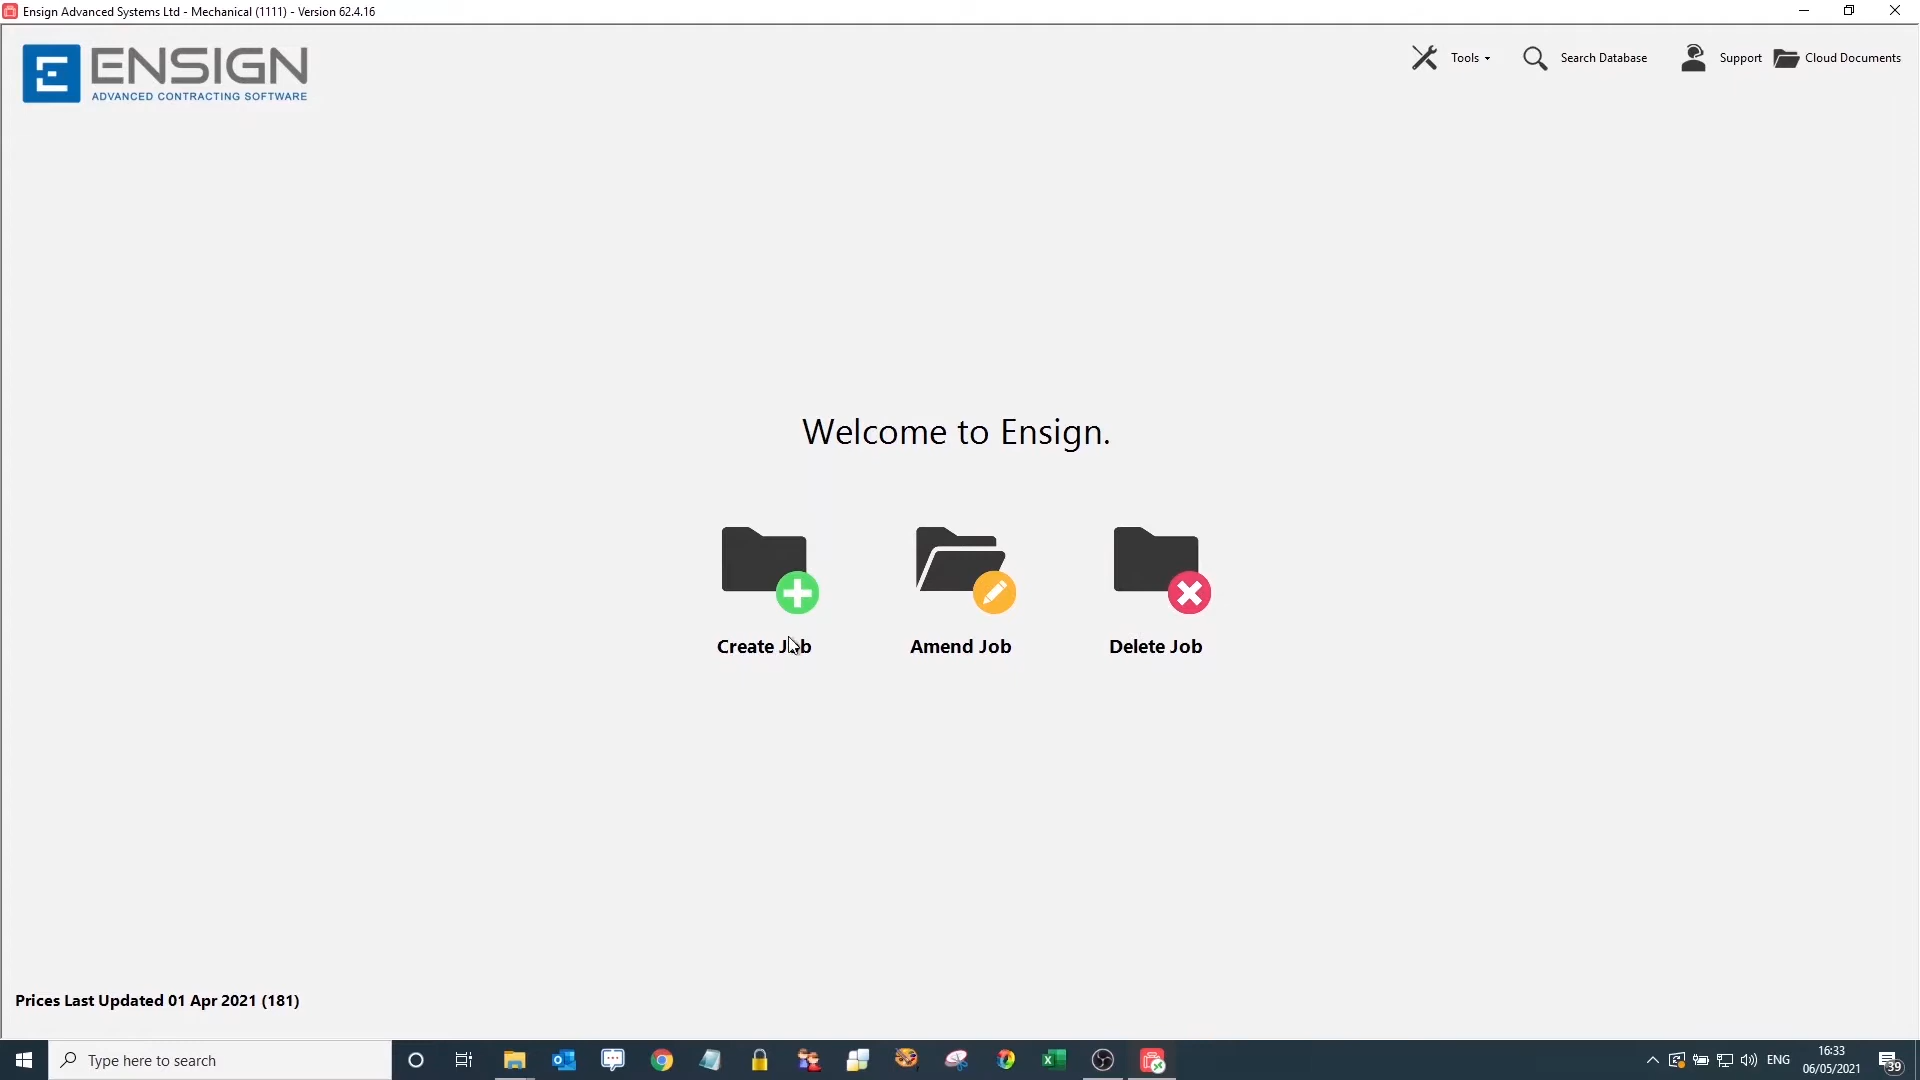 Ensign Advanced Systems Ltd - Mechanical (1111) - Version 62.4.16
ENSIGN
ADVANCED CONTRACTING SOFTWARE
Tools
Search Database
Support
Cloud Documents
Welcome to Ensign.
Create Job
Amend Job
Delete Job
Prices Last Updated 01 Apr 2021 (181)
Type here to search
ENG
16:33
06/05/2021
39